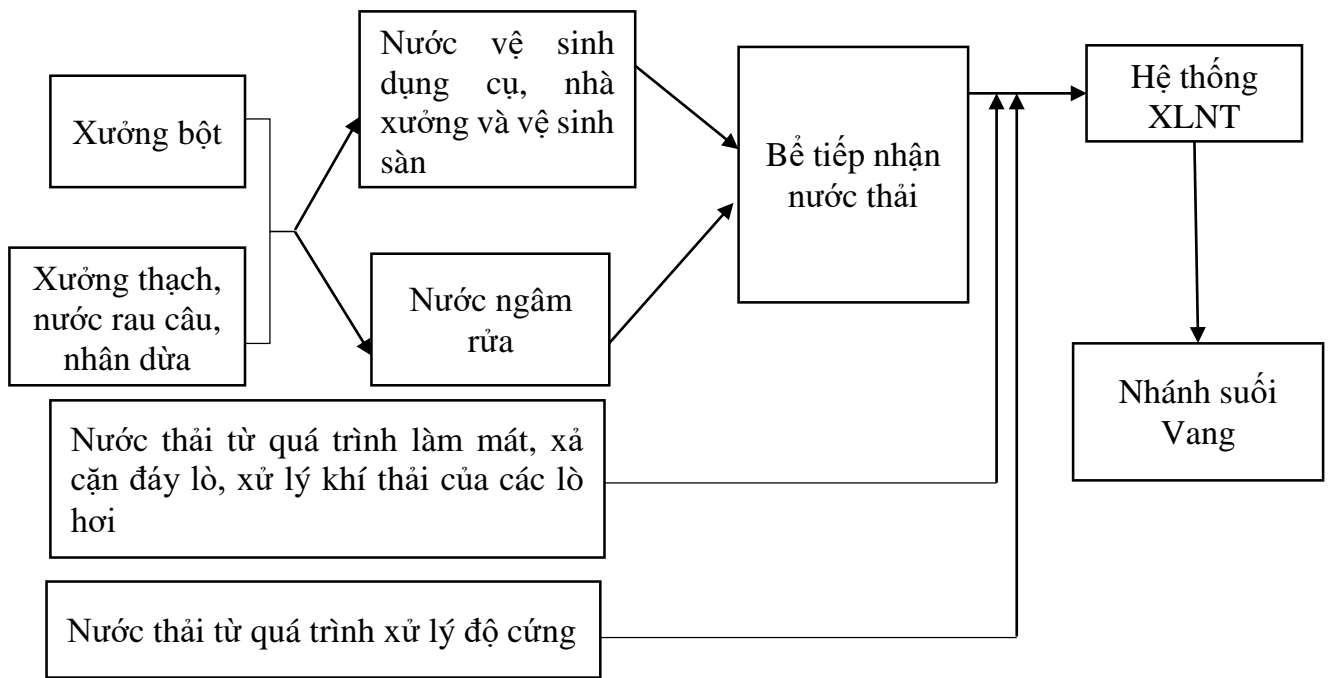 Xưởng bột
Xưởng thạch,
nước rau câu,
nhân dừa
Nước vệ sinh
dụng cụ, nhà
xưởng và vệ sinh
sàn
Nước ngâm
rửa
Bể tiếp nhận
nước thải
Hệ thống
XLNT
Nhánh suối
Vang
Nước thải từ quá trình làm mát, xả
cặn đáy lò, xử lý khí thải của các lò
hơi
Nước thải từ quá trình xử lý độ cứng